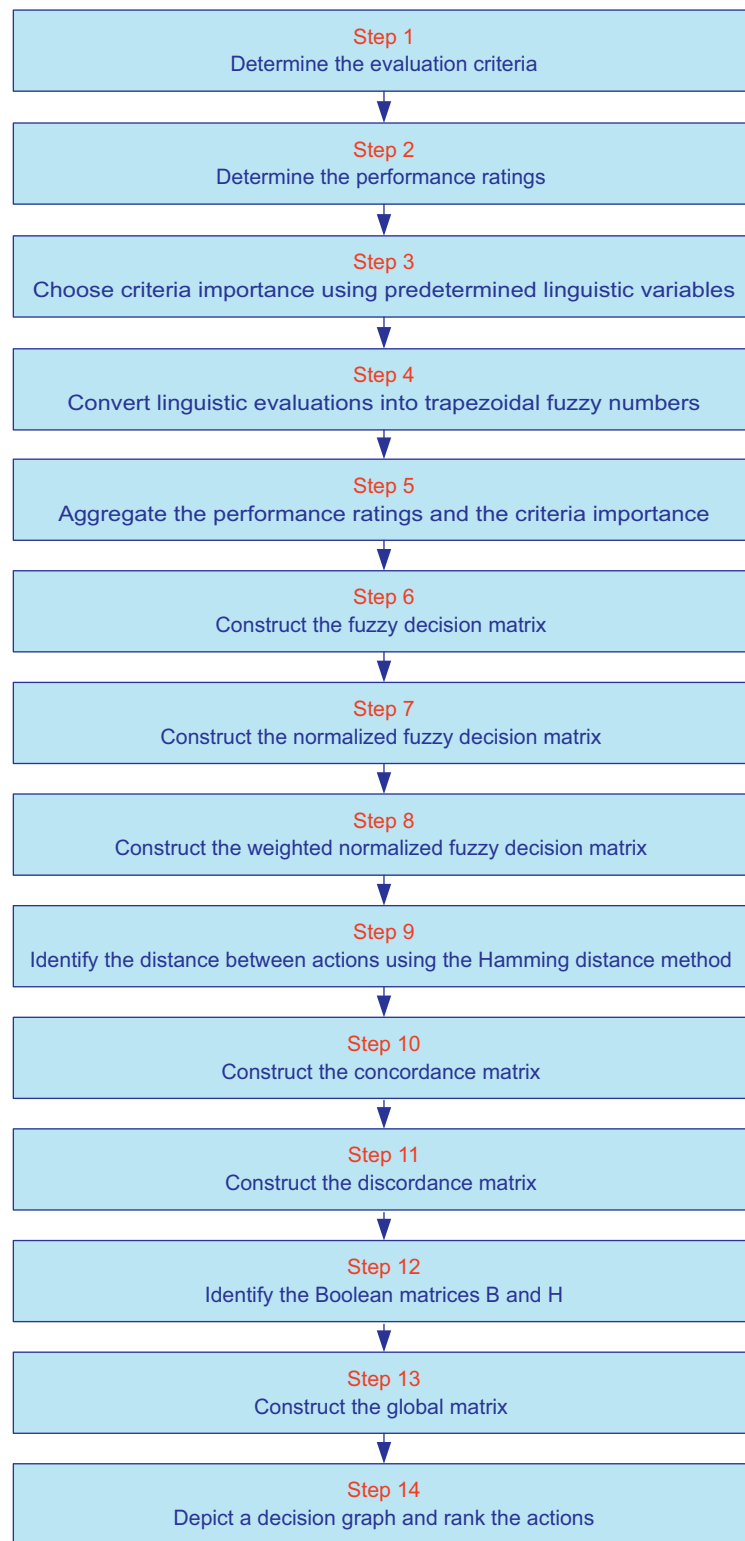 Step 1
Determine the evaluation criteria
Step 2
Determine the performance ratings
Step 3
Choose criteria importance using predetermined linguistic variables
Step 4
Convert linguistic evaluations into trapezoidal fuzzy numbers
Step 5
Aggregate the performance ratings and the criteria importance
Step 6
Construct the fuzzy decision matrix
Step 7
Construct the normalized fuzzy decision matrix
Step 8
Construct the weighted normalized fuzzy decision matrix
Step 9
Identify the distance between actions using the Hamming distance method
Step 10
Construct the concordance matrix
Step 11
Construct the discordance matrix
Step 12
Identify the Boolean matrices B and H
Step 13
Construct the global matrix
Step 14
Depict a decision graph and rank the actions